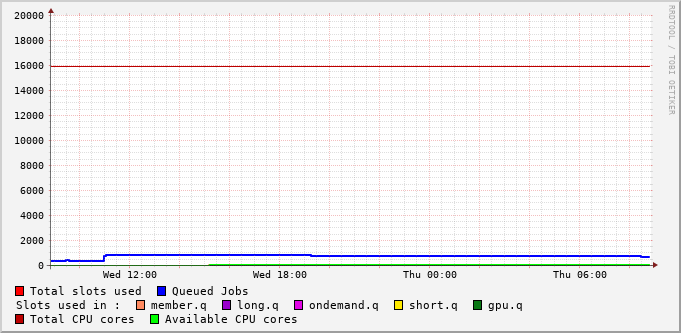 20000
18000
16000
14000
12000
10000
8000
6000
4000
2000
0
Wed 12:00 Wed 18:00 Thu 00:00 Thu 06:00
Total slots used Queued Jobs
Slots used in : member.q long.q ondemand.q short.q gpu.q
Total CPU cores Available CPU cores
RRDTOOL / TOBI OETIKER